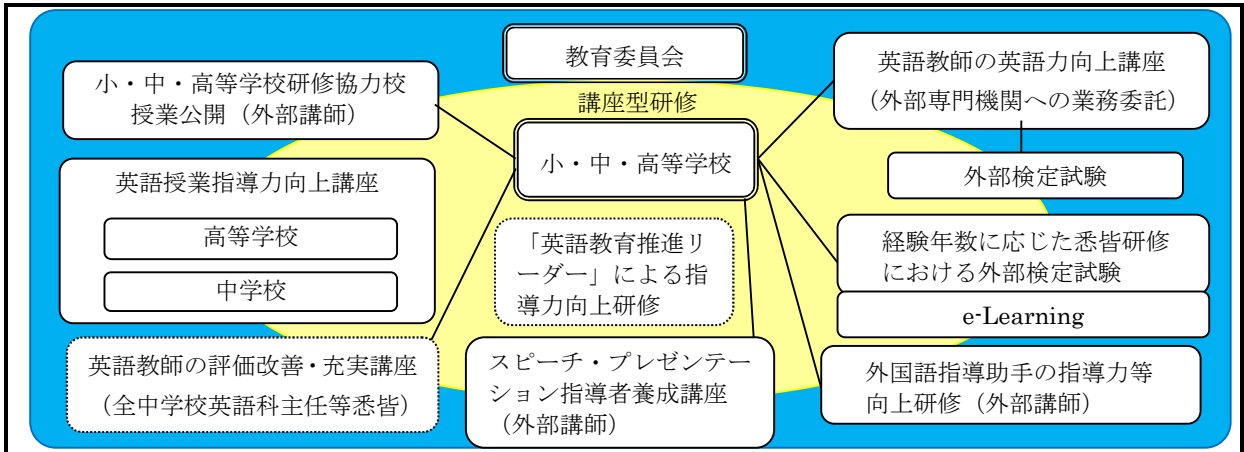 教育委員会
講座型研修
小・中・高等学校
小・中・高等学校研修協力校
授業公開（外部講師）
英語授業指導力向上講座
高等学校
中学校
英語教師の評価改善・充実講座
（全中学校英語科主任等悉皆）
「英語教育推進リ
ーダー」による指
導力向上研修
スピーチ・プレゼンテー
ション指導者養成講座
（外部講師）
英語教師の英語力向上講座
（外部専門機関への業務委託）
外部検定試験
経験年数に応じた悉皆研修
における外部検定試験
e-Learning
外国語指導助手の指導力等
向上研修（外部講師）